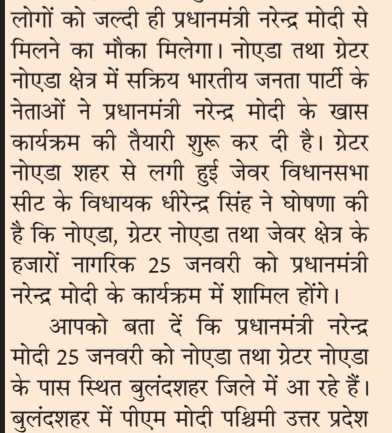 लोगों को जल्दी ही प्रधानमंत्री नरेन्द्र मोदी से
मिलने का मौका मिलेगा। नोएडा तथा ग्रेटर
नोएडा क्षेत्र में सक्रिय भारतीय जनता पार्टी के
नेताओं ने प्रधानमंत्री नरेन्द्र मोदी के खास
कार्यक्रम की तैयारी शुरू कर दी है। ग्रेटर
नोएडा शहर से लगी हुई जेवर विधानसभा
सीट के विधायक धीरेन्द्र सिंह ने घोषणा की
है कि नोएडा, ग्रेटर नोएडा तथा जेवर क्षेत्र के
हजारों नागरिक 25 जनवरी को प्रधानमंत्री
नरेन्द्र मोदी के कार्यक्रम में शामिल होंगे।
आपको बता दें कि प्रधानमंत्री नरेन्द्र
मोदी 25 जनवरी को नोएडा तथा ग्रेटर नोएडा
के पास स्थित बुलंदशहर जिले में आ रहे हैं।
बुलंदशहर में पीएम मोदी पश्चिमी उत्तर प्रदेश